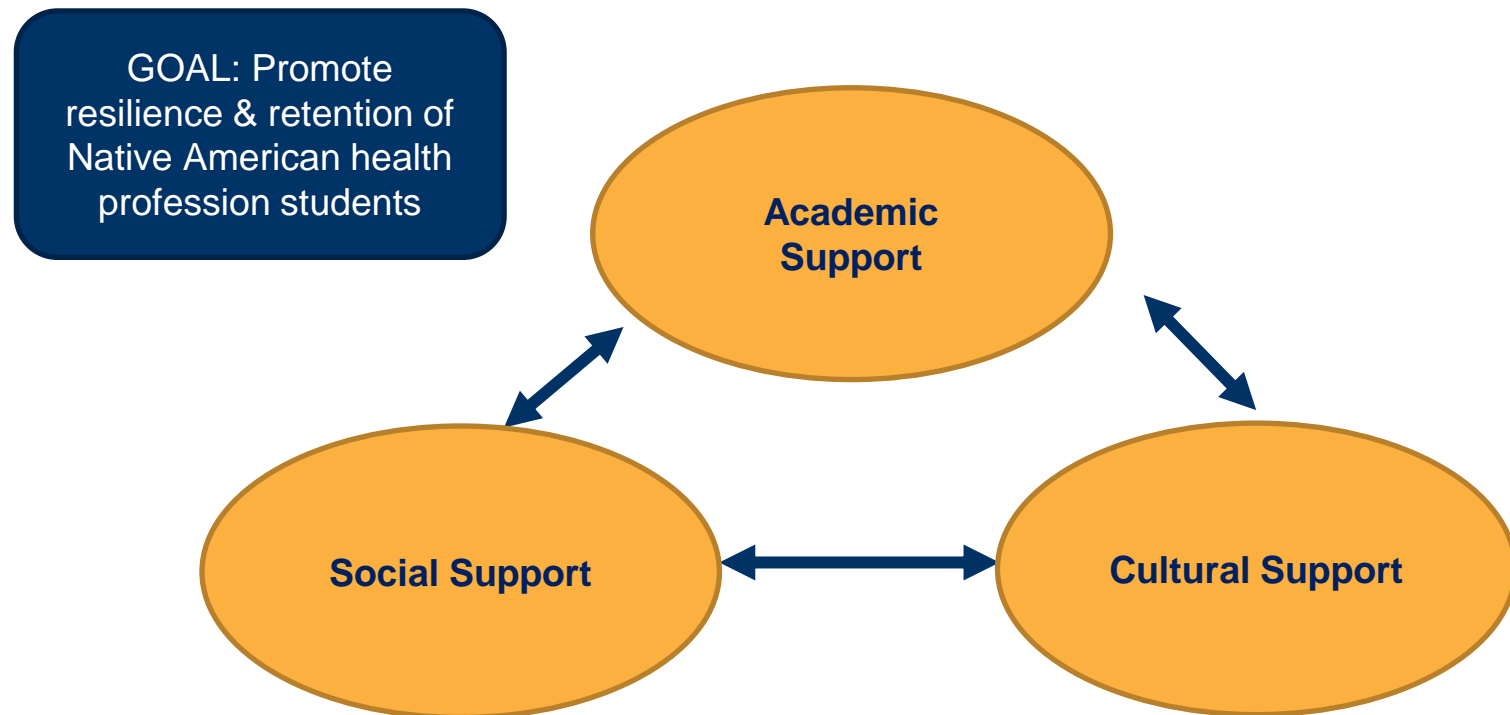 GOAL: Promote
resilience & retention of
Native American health
profession students
Academic
Support
Social Support
Cultural Support